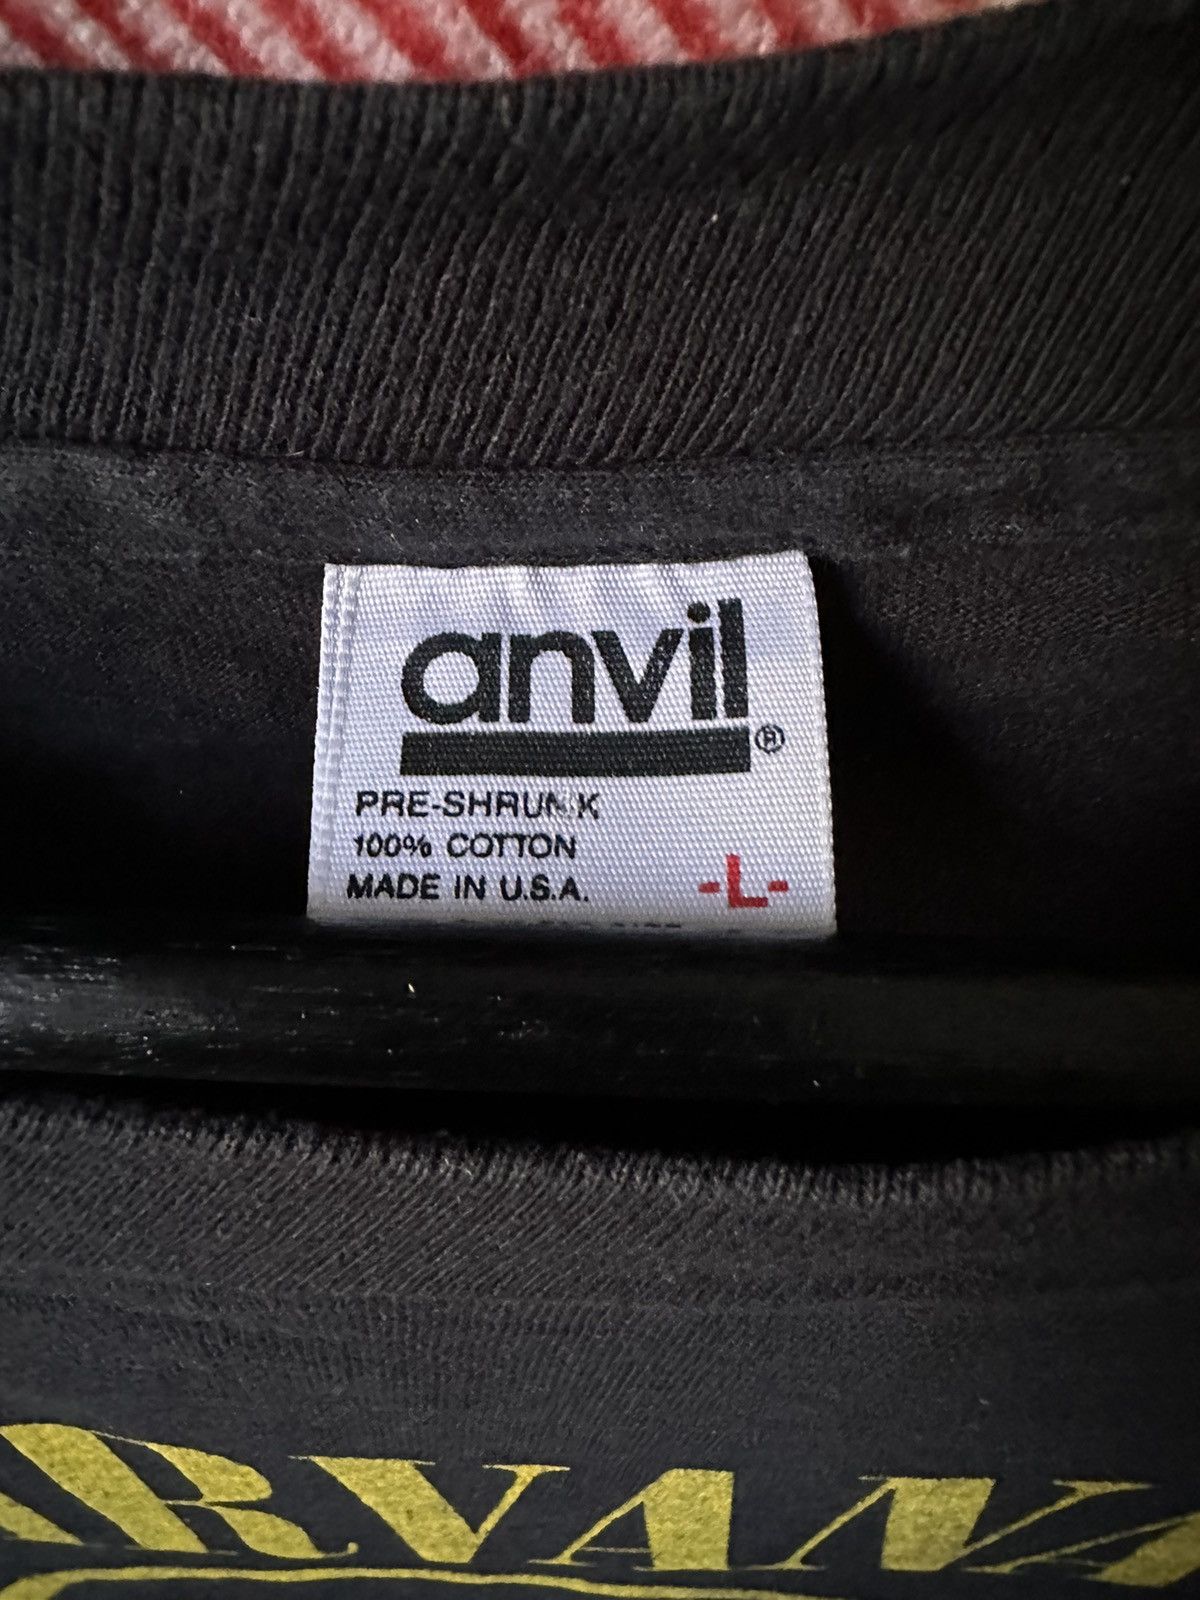 anvil®
PRE-SHRUNK
100% COTTON
MADE IN U.S.A. -L-